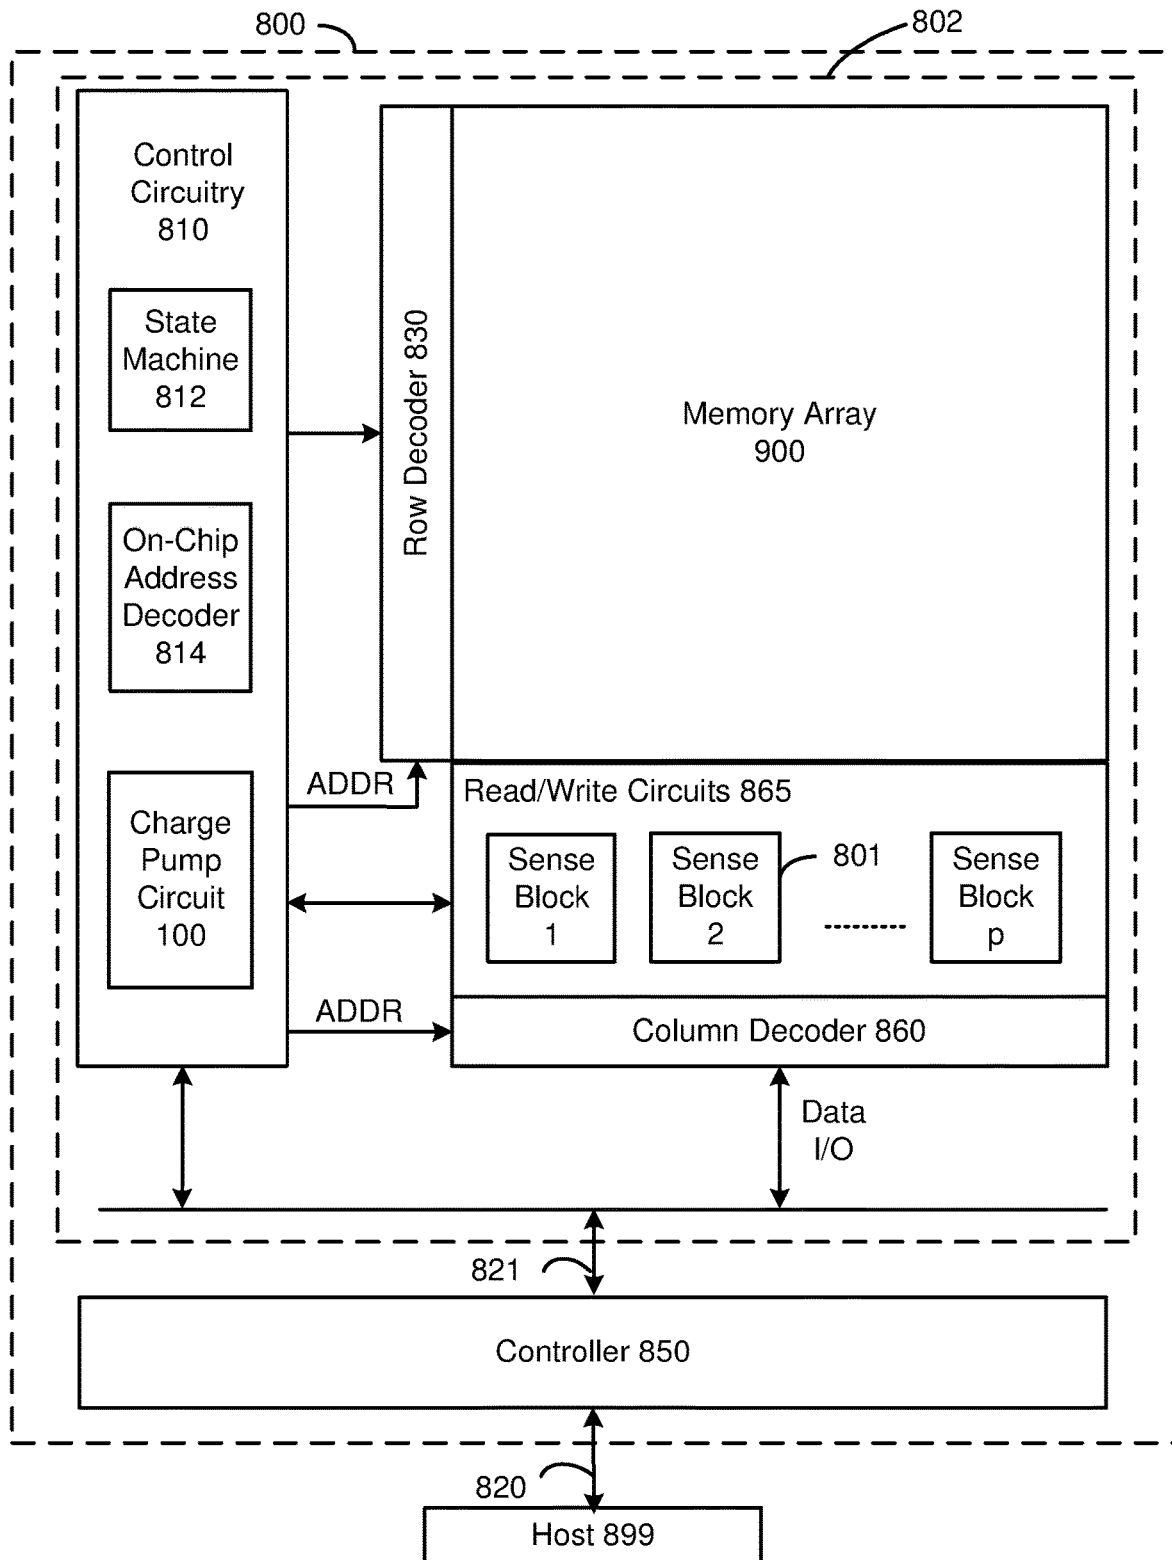 800
802
Control
Circuitry
810
State
Machine
812
On-Chip
Address
Decoder
814
Charge
Pump
Circuit
100
Row Decoder 830
Memory Array
900
ADDR
Read/Write Circuits 865
Sense
Block
1
Sense
Block
2
801
Sense
Block
p
ADDR
Column Decoder 860
Data
I/O
821
Controller 850
820
Host 899